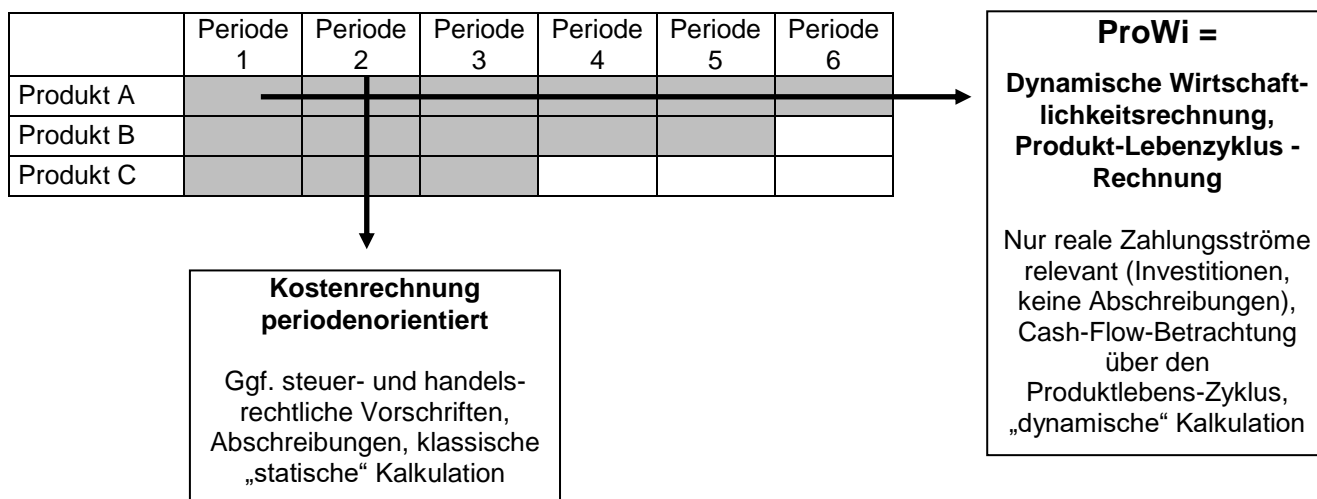 Periode 1
Periode 2
Periode 3
Periode 4
Periode 5
Periode 6
Produkt A
Produkt B
Produkt C
Kostenrechnung
periodenorientiert
Ggf. steuer- und handels-
rechtliche Vorschriften,
Abschreibungen, klassische
„statische“ Kalkulation
ProWi =
Dynamische Wirtschaft-
lichkeitsrechnung,
Produkt-Lebenzyklus -
Rechnung
Nur reale Zahlungsströme
relevant (Investitionen,
keine Abschreibungen),
Cash-Flow-Betrachtung
über den
Produktlebens-Zyklus,
„dynamische“ Kalkulation